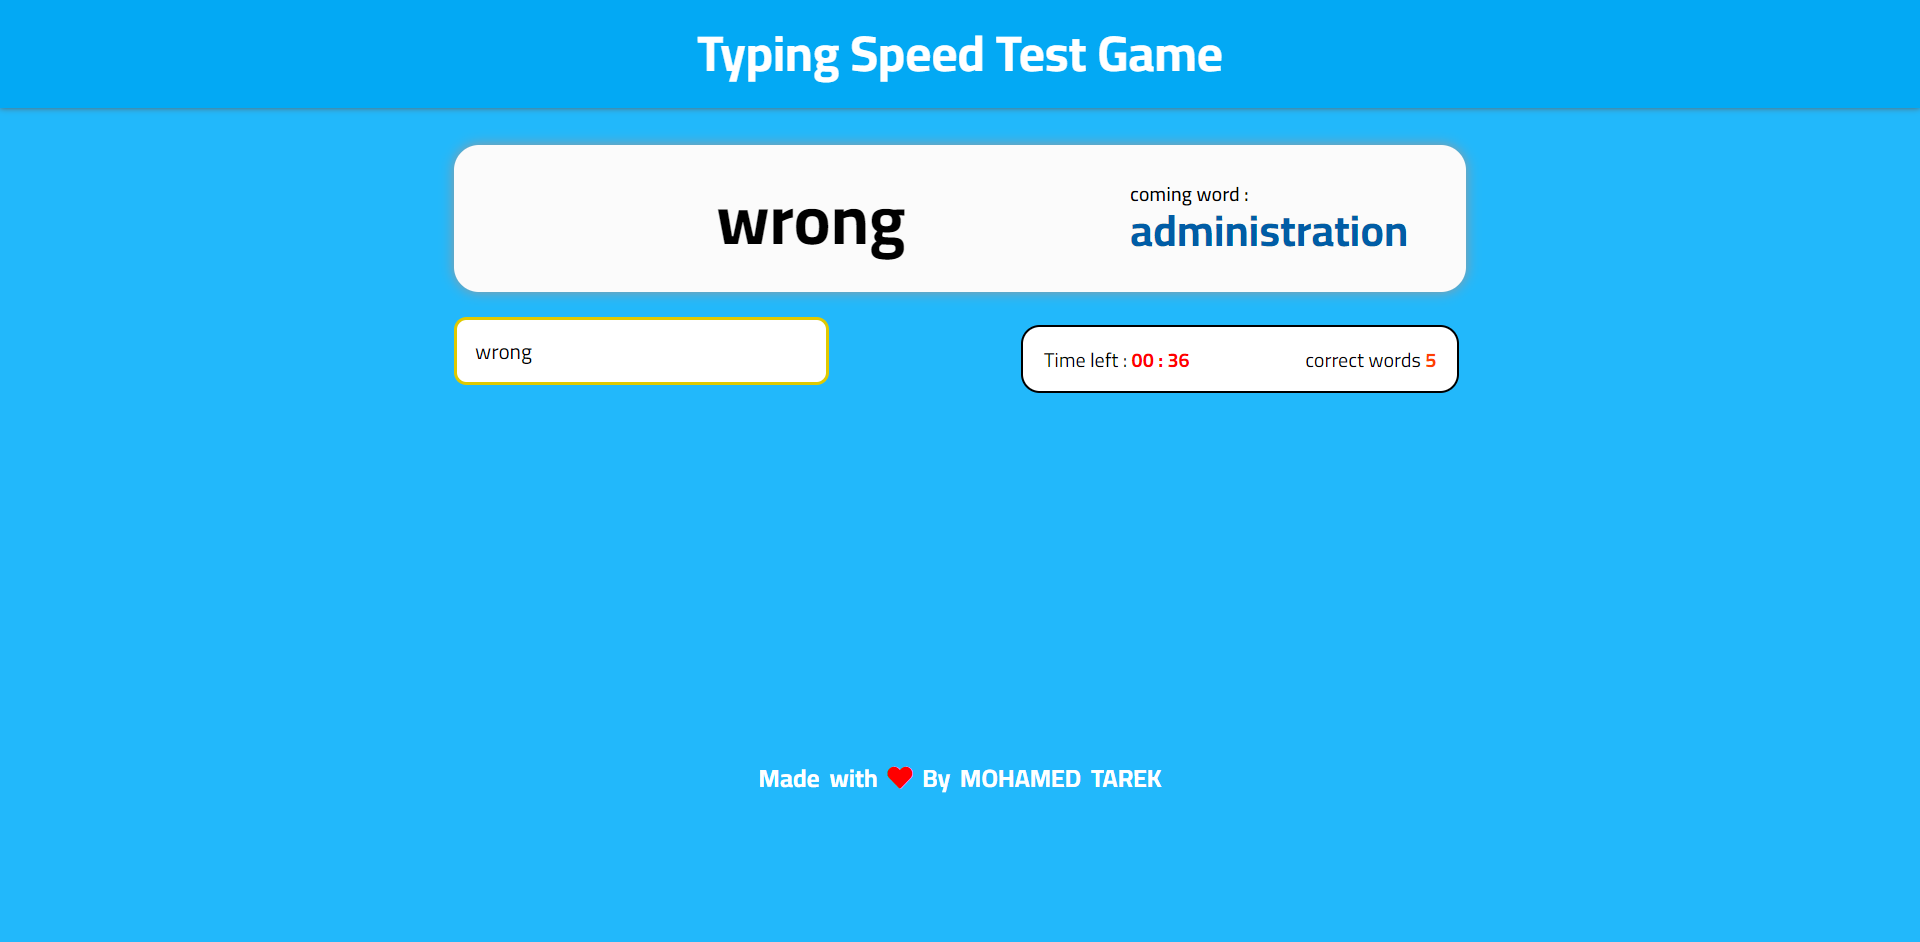 Typing Speed Test Game
wrong
coming word :
administration
wrong
Time left : 00 : 36
correct words 5
Made with ❤ By MOHAMED TAREK